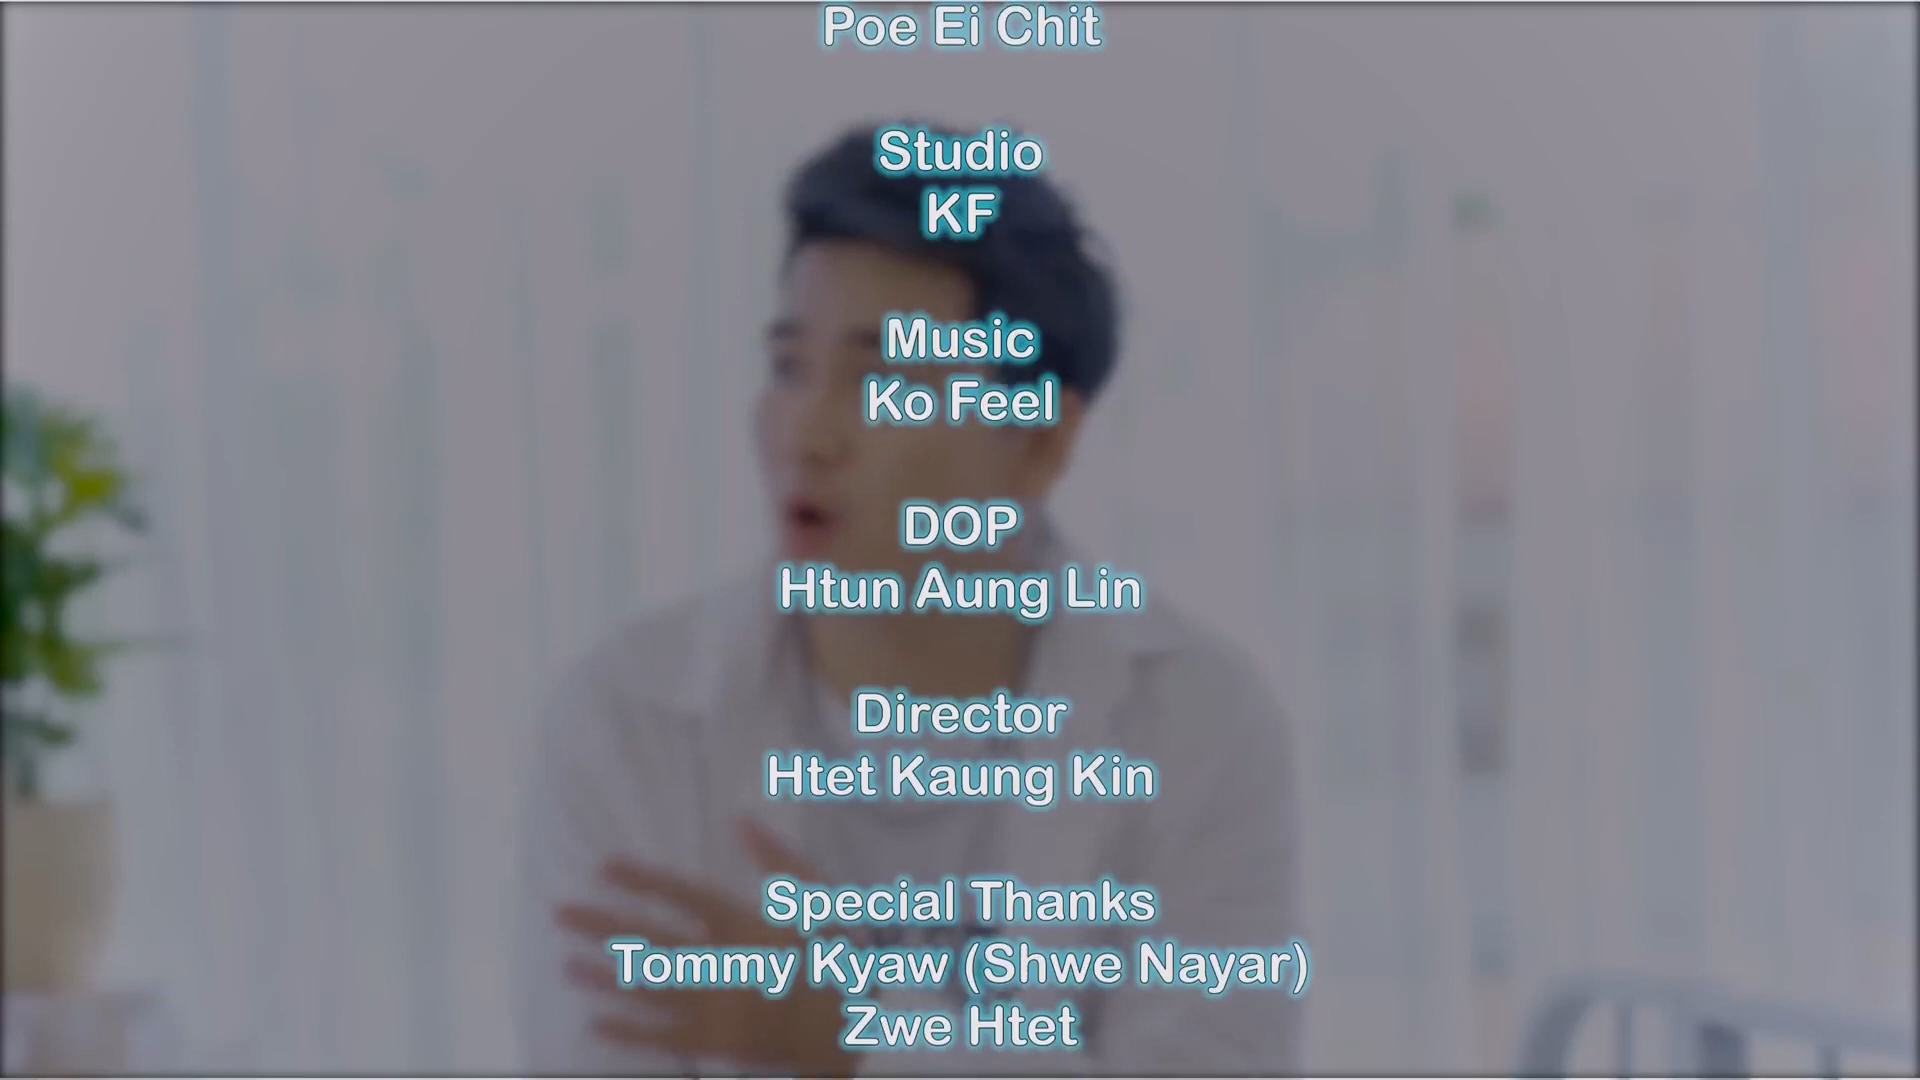 Poe Ei Chit
Studio
KF
Music
Ko Feel
DOP
Htun Aung Lin
Director
Htet Kaung Kin
Special Thanks
Tommy Kyaw (Shwe Nayar)
Zwe Htet